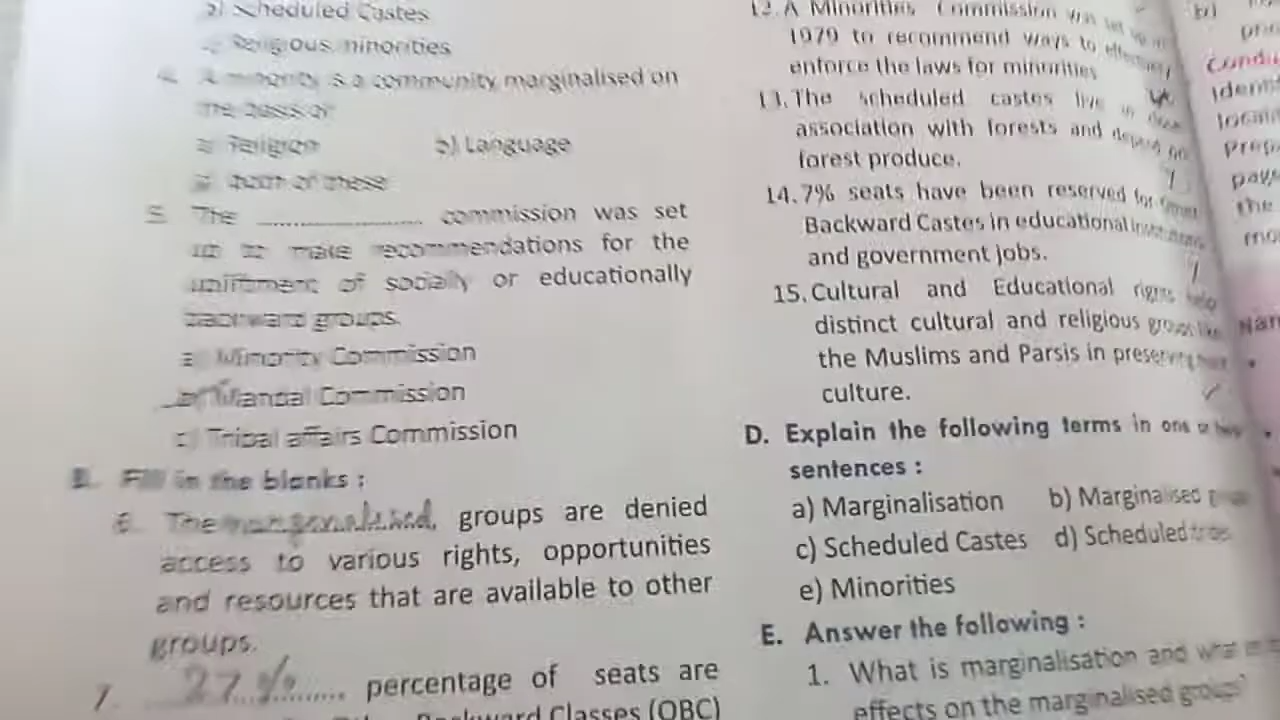 a) Scheduled Castes
c) Religious minorities
4. A minority is a community marginalised on
the basis of
a) Religion b) Language
c) Both of these
5. The .................... commission was set
up to make recommendations for the
upliftment of socially or educationally
backward groups.
a) Minority Commission
b) Mandal Commission
c) Tribal affairs Commission
B. Fill in the blanks :
6. The marginalised, groups are denied
access to various rights, opportunities
and resources that are available to other
groups.
7. 27% percentage of seats are
Backward Classes (OBC)
12. A Minorities Commission was set up in
1979 to recommend ways to effectively
enforce the laws for minorities
13. The scheduled castes live in close
association with forests and depend on
forest produce.
14. 7% seats have been reserved for Other
Backward Castes in educational institutions
and government jobs.
15. Cultural and Educational rights help
distinct cultural and religious groups like
the Muslims and Parsis in preserving their
culture.
D. Explain the following terms in one or two
sentences :
a) Marginalisation b) Marginalised
c) Scheduled Castes d) Scheduled tribes
e) Minorities
E. Answer the following :
1. What is marginalisation and what
effects on the marginalised groups?
b)
the